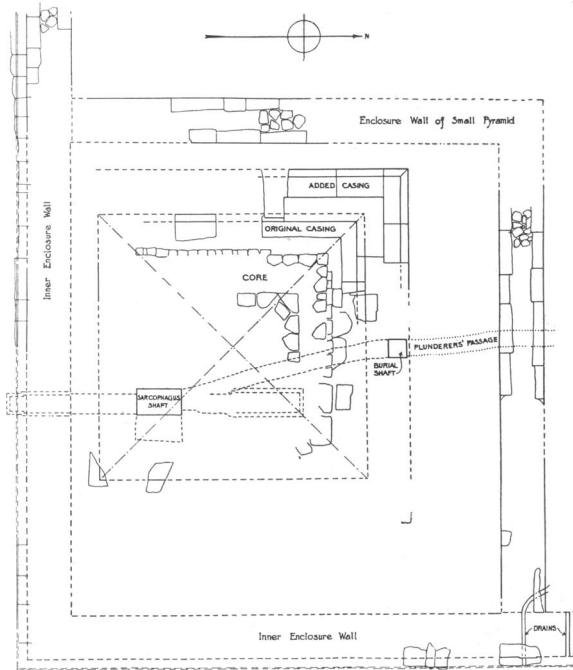 N
Enclosure Wall of Small Pyramid
ADDED CASING
Inner Enclosure Wall
ORIGINAL CASING
CORE
PLUNDERERS' PASSAGE
BURIAL
SHAFT
SARCOPHAGUS
SHAFT
DRAINS
Inner Enclosure Wall